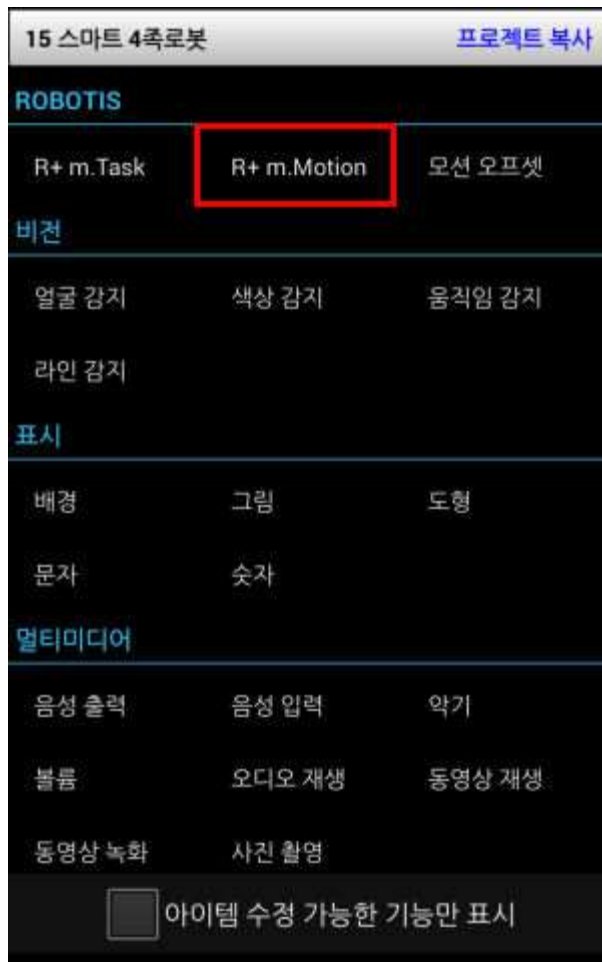 15 스마트 4족로봇 프로젝트 복사
ROBOTIS
R+ m.Task R+ m.Motion 모션 오프셋
비전
얼굴 감지 색상 감지 움직임 감지
라인 감지
표시
배경 그림 도형
문자 숫자
멀티미디어
음성 출력 음성 입력 악기
볼륨 오디오 재생 동영상 재생
동영상 녹화 사진 촬영
아이템 수정 가능한 기능만 표시